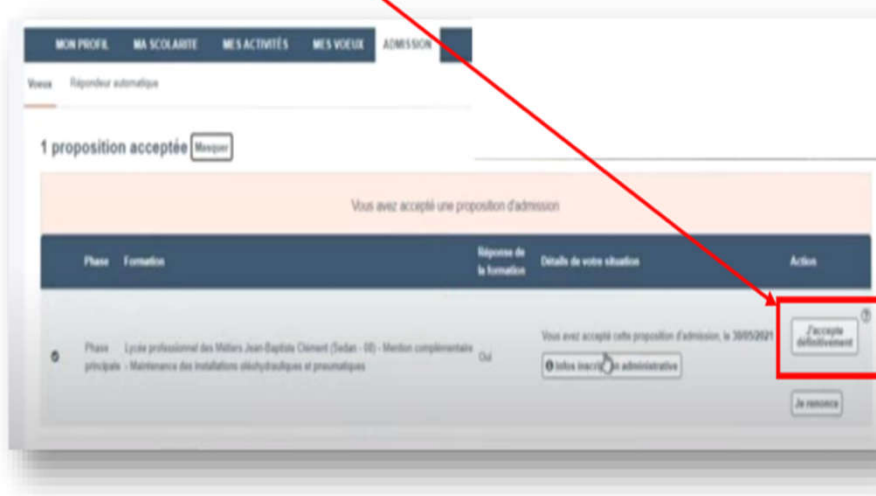 MON PROFIL MA SCOLARITE MES ACTIVITÉS MES VOEUX ADMISSION
Voeux Répondeur automatique
1 proposition acceptée Masquer
Vous avez accepté une proposition d'admission
Phase Formation Réponse de la formation Détails de votre situation Action
Phase principale
Lycée professionnel des Métiers Jean-Baptiste Clément (Sedan - 08) - Mention complémentaire
- Maintenance des installations oléohydrauliques et pneumatiques
Oui
Vous avez accepté cette proposition d'admission, le 30/05/2021
Infos administrative
J'accepte
définitivement
?
Je renonce